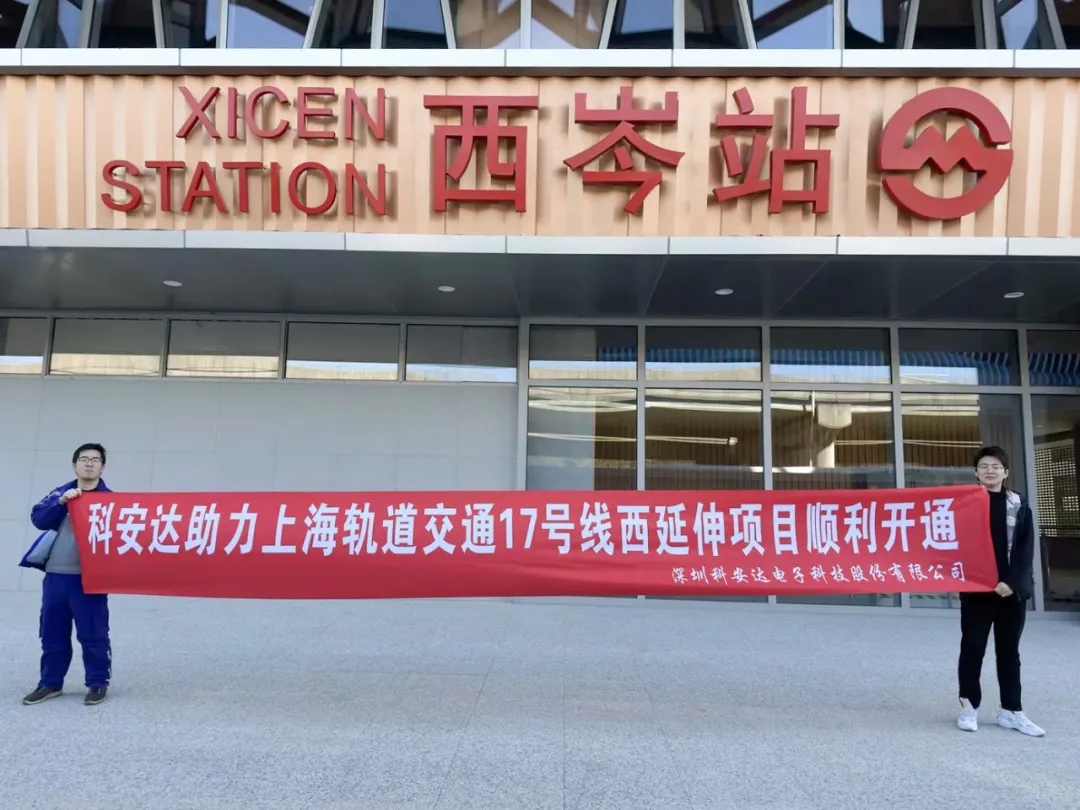 XICEN
STATION
西岑站
科安达助力上海轨道交通17号线西延伸项目顺利开通
深圳科安达电子科技股份有限公司